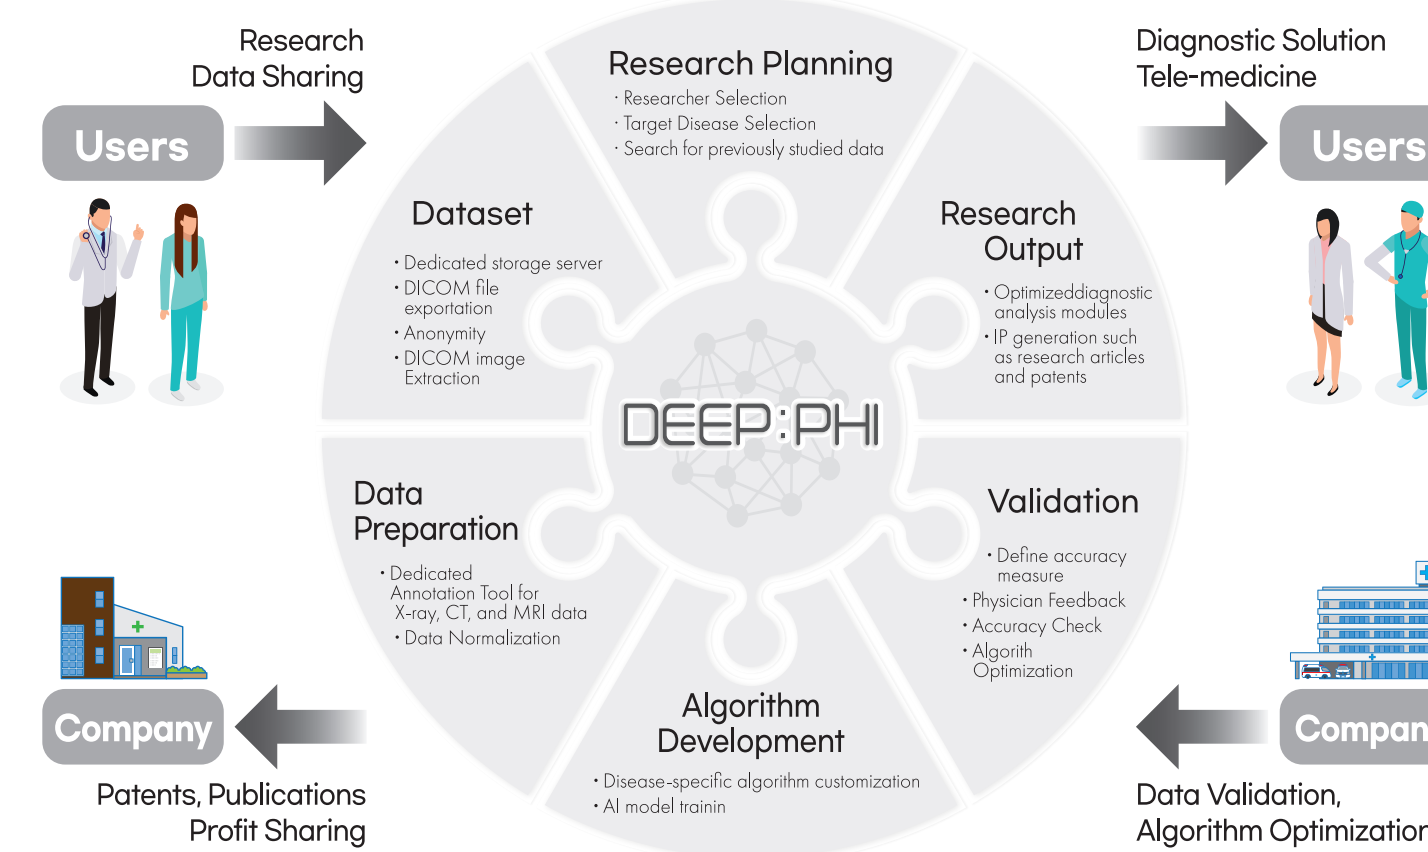 Research
Data Sharing
Users
Research Planning
· Researcher Selection
· Target Disease Selection
· Search for previously studied data
Diagnostic Solution
Tele-medicine
Users
Dataset
• Dedicated storage server
• DICOM file
exportation
• Anonymity
• DICOM image
Extraction
Research
Output
• Optimizeddiagnostic
analysis modules
• IP generation such
as research articles
and patents
DEEP:PHI
Data
Preparation
• Dedicated
Annotation Tool for
X-ray, CT, and MRI data
• Data Normalization
Validation
• Define accuracy
measure
• Physician Feedback
• Accuracy Check
• Algorith
Optimization
Algorithm
Development
• Disease-specific algorithm customization
• AI model trainin
Company
Patents, Publications
Profit Sharing
Compan
Data Validation,
Algorithm Optimization